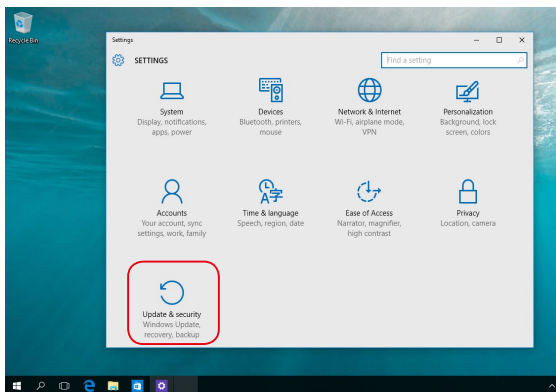 Recycle Bin
Settings
SETTINGS
Find a setting
System
Display, notifications,
apps, power
Devices
Bluetooth, printers,
mouse
Network & Internet
Wi-Fi, airplane mode,
VPN
Personalization
Background, lock
screen, colors
Accounts
Your account, sync
settings, work, family
Time & language
Speech, region, date
Ease of Access
Narrator, magnifier,
high contrast
Privacy
Location, camera
Update & security
Windows Update,
recovery, backup